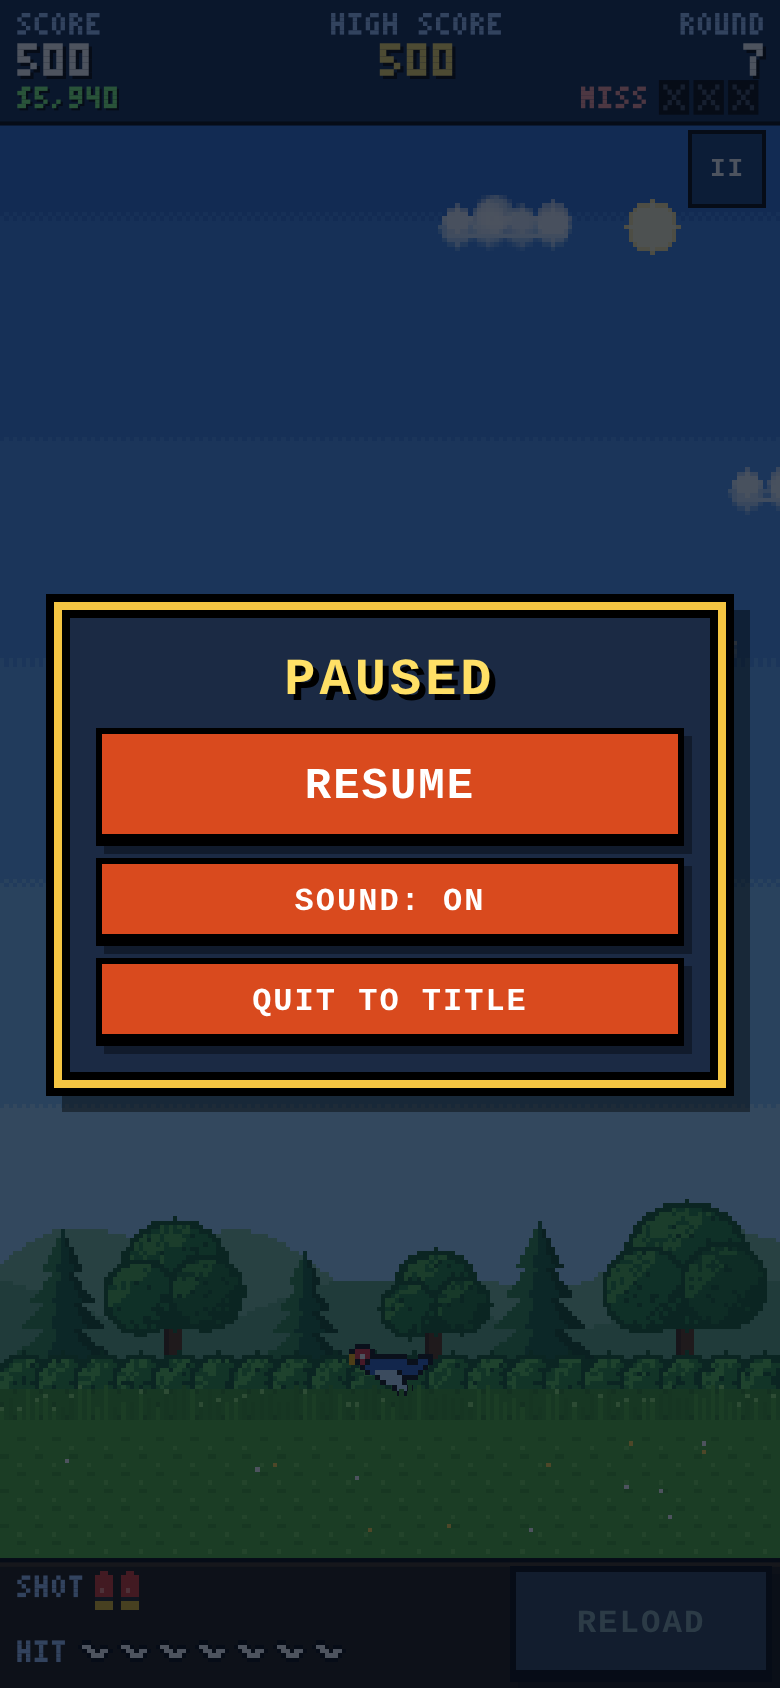 SCORE HIGH SCORE ROUND
500 500 7
$5,940 MISS X X X
II
PAUSED
RESUME
SOUND: ON
QUIT TO TITLE
SHOT
RELOAD
HIT